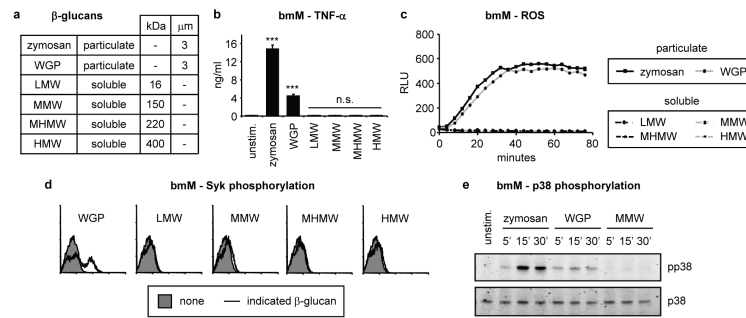 a β-glucans
kDa μm
zymosan particulate - 3
WGP particulate - 3
LMW soluble 16 -
MMW soluble 150 -
MHMW soluble 220 -
HMW soluble 400 -
b bmM - TNF-α
ng/ml
16
12
8
4
0
***
***
n.s.
unstim.
zymosan
WGP
LMW
MMW
MHMW
HMW
c bmM - ROS
RLU
800
600
400
200
0
0 20 40 60 80
minutes
particulate
zymosan WGP
soluble
LMW MMW
MHMW HMW
d bmM - Syk phosphorylation
WGP LMW MMW MHMW HMW
none indicated β-glucan
e bmM - p38 phosphorylation
unstim.
zymosan WGP MMW
5' 15' 30' 5' 15' 30' 5' 15' 30'
pp38
p38